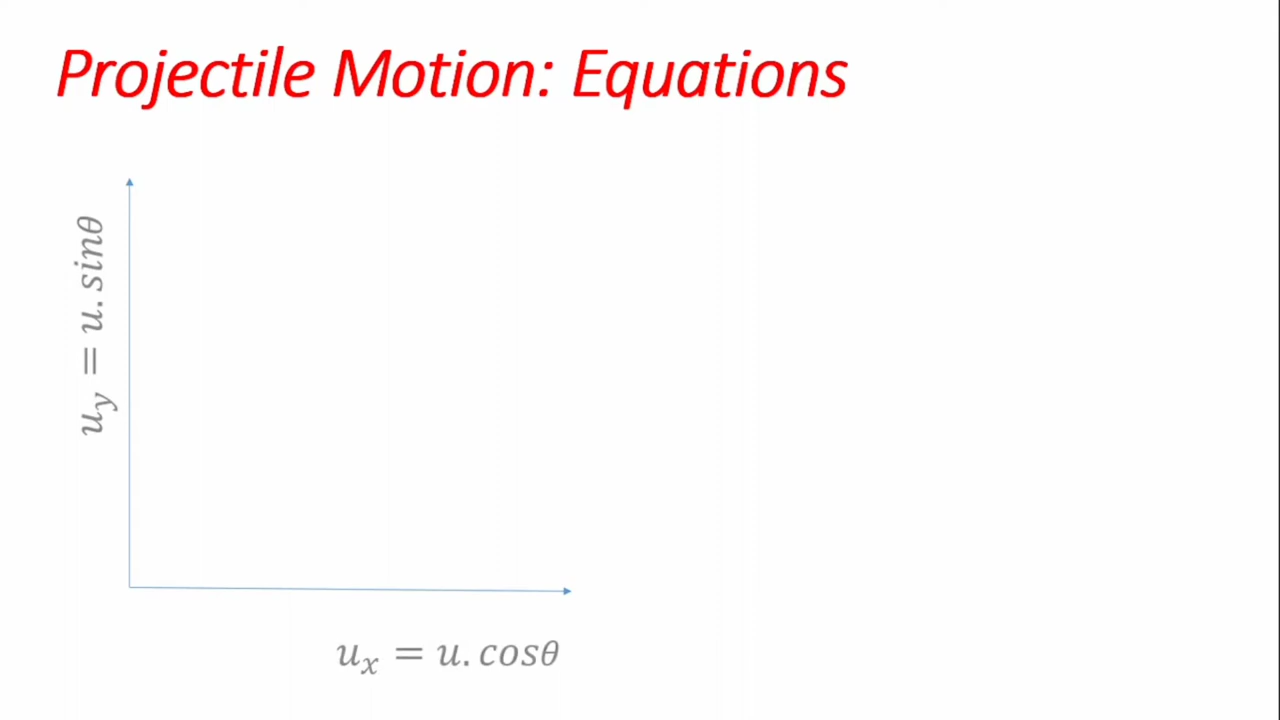 Projectile Motion: Equations
u_y = u. sinθ
u_x = u. cosθ